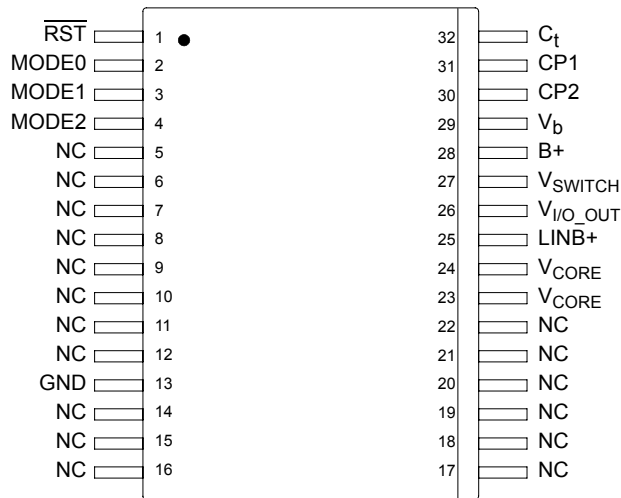 RST 1 32 Ct
MODE0 2 31 CP1
MODE1 3 30 CP2
MODE2 4 29 Vb
NC 5 28 B+
NC 6 27 VSWITCH
NC 7 26 VI/O_OUT
NC 8 25 LINB+
NC 9 24 VCORE
NC 10 23 VCORE
NC 11 22 NC
NC 12 21 NC
GND 13 20 NC
NC 14 19 NC
NC 15 18 NC
NC 16 17 NC